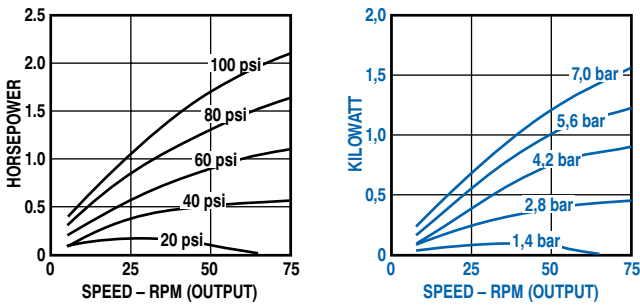 HORSEPOWER
2.5
2.0
1.5
1.0
0.5
0
100 psi
80 psi
60 psi
40 psi
20 psi
0 25 50 75
SPEED – RPM (OUTPUT)
KILOWATT
2,0
1,5
1,0
0,5
0
7,0 bar
5,6 bar
4,2 bar
2,8 bar
1,4 bar
0 25 50 75
SPEED – RPM (OUTPUT)